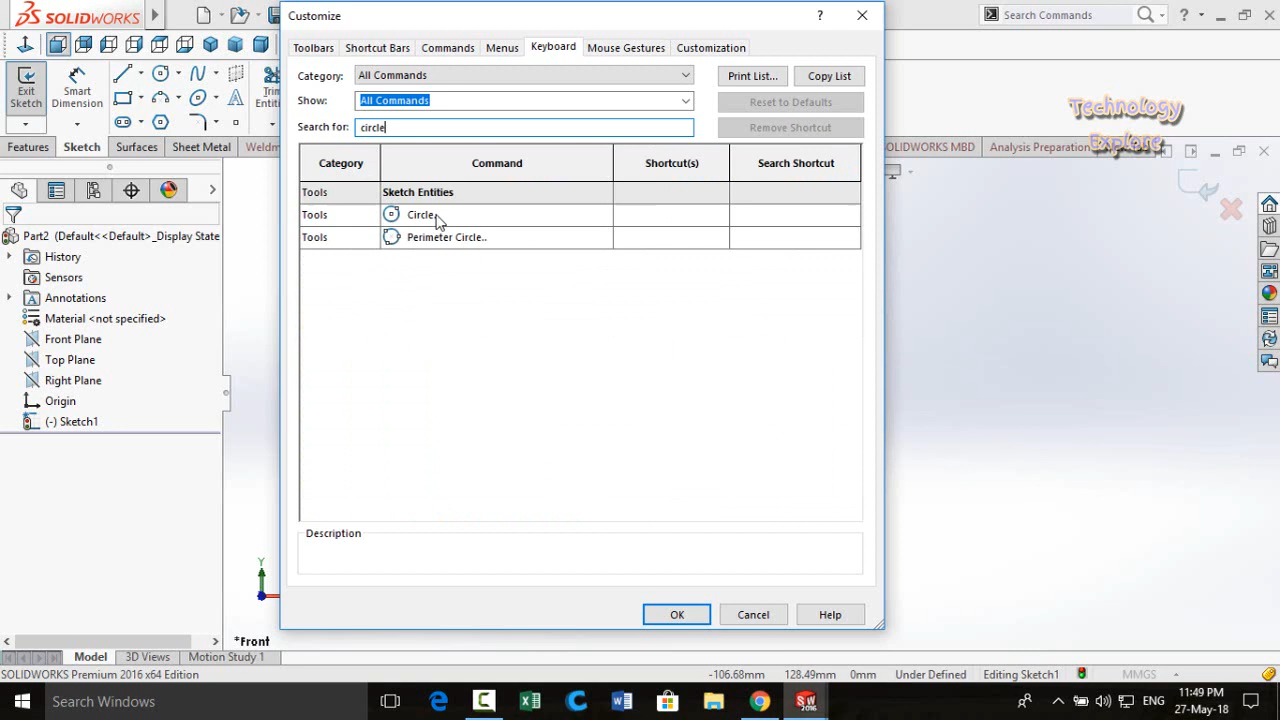 SOLIDWORKS
Customize
?
Search Commands
Toolbars
Shortcut Bars
Commands
Menus
Keyboard
Mouse Gestures
Customization
Category:
All Commands
Print List...
Copy List
Show:
All Commands
Reset to Defaults
Search for:
circle
Remove Shortcut
Exit
Sketch
Smart
Dimension
Trim
Entities
Technology
Explore
Features
Sketch
Surfaces
Sheet Metal
SOLIDWORKS MBD
Category
Command
Shortcut(s)
Search Shortcut
Tools
Sketch Entities
Tools
Circle..
Tools
Perimeter Circle..
Part2 (Default<<Default>_Display State
History
Sensors
Annotations
Material <not specified>
Front Plane
Top Plane
Right Plane
Origin
(-) Sketch1
Description
Y
OK
Cancel
Help
*Front
Model
3D Views
Motion Study 1
SOLIDWORKS Premium 2016 x64 Edition
-106.68mm
128.49mm
0mm
Under Defined
Editing Sketch1
MMGS
Search Windows
ENG
11:49 PM
27-May-18